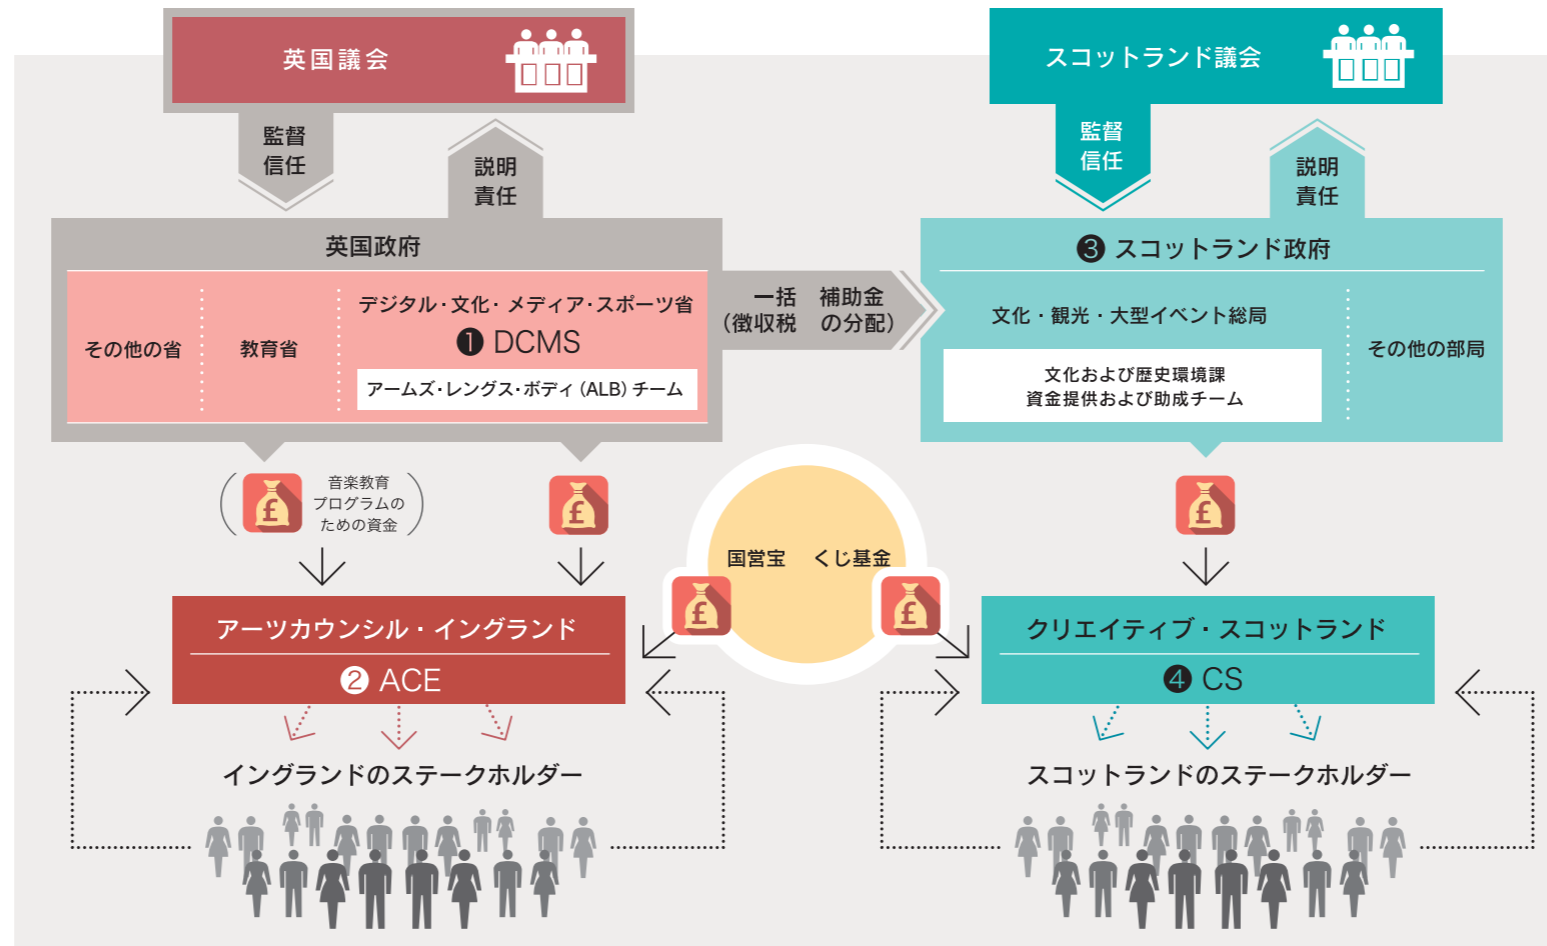 英国議会
スコットランド議会
監督
信任
説明
責任
監督
信任
説明
責任
英国政府
その他の省
教育省
デジタル・文化・メディア・スポーツ省
❶ DCMS
アームズ・レングス・ボディ(ALB)チーム
一括 補助金
(徴収税 の分配)
❸ スコットランド政府
文化・観光・大型イベント総局
文化および歴史環境課
資金提供および助成チーム
その他の部局
£
音楽教育
プログラムの
ための資金
£
£
国営宝 くじ基金
£
£
アーツカウンシル・イングランド
❷ ACE
クリエイティブ・スコットランド
❹ CS
イングランドのステークホルダー
スコットランドのステークホルダー